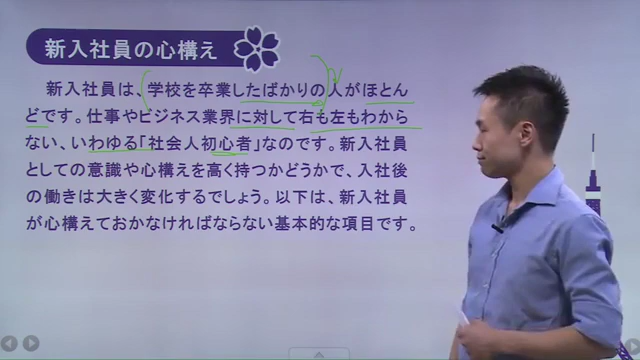 新入社員の心構え
新入社員は、学校を卒業したばかりの人がほとん
どです。仕事やビジネス業界に対して右も左もわから
ない、いわゆる「社会人初心者」なのです。新入社員
としての意識や心構えを高く持つかどうかで、入社後
の働きは大きく変化するでしょう。以下は、新入社員
が心構えておかなければならない基本的な項目です。